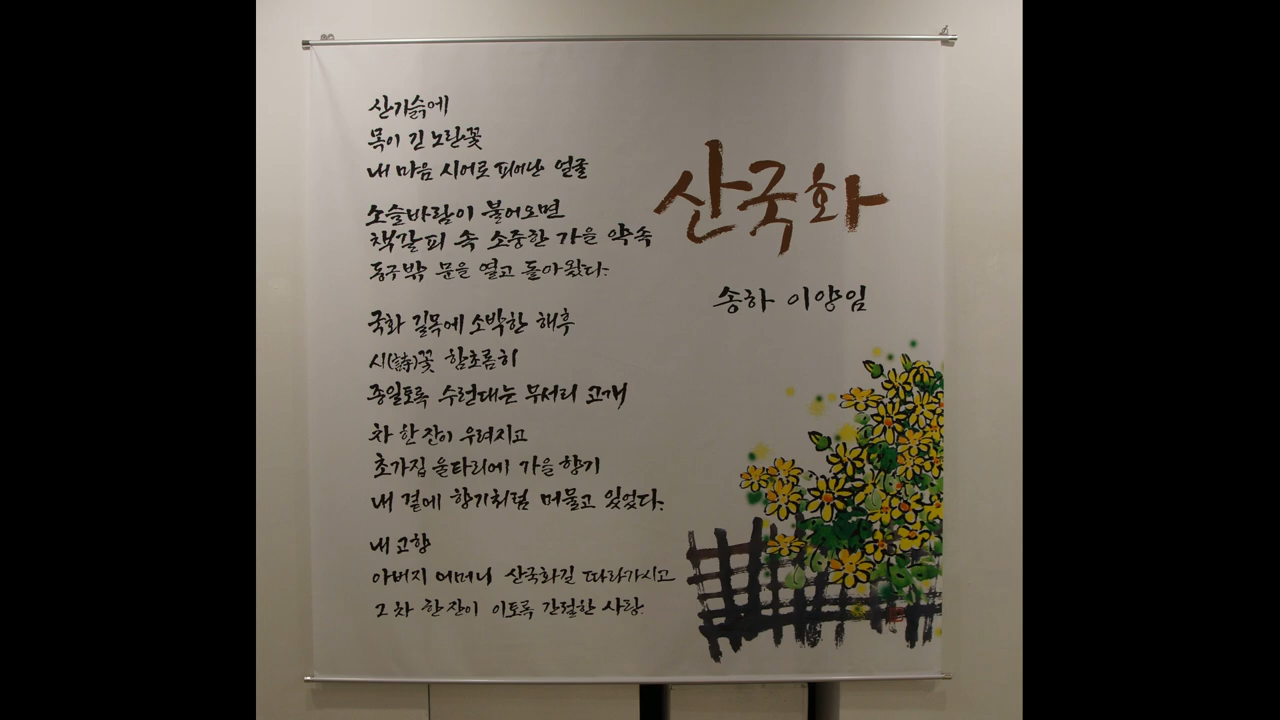 산국화
송하 이양임
산기슭에
목이 긴 노란꽃
내 마음 시어로 피어난 얼굴
소슬바람이 불어오면
책갈피 속 소중한 가을 약속
동구밖 문을 열고 돌아왔다.
국화 길목에 소박한 해후
시(詩)꽃 함초롬히
종일토록 수런대는 무서리 고개
차 한 잔이 우려지고
초가집 울타리에 가을 향기
내 곁에 향기처럼 머물고 있었다.
내 고향
아버지 어머니 산국화길 따라가시고
그 차 한 잔이 이토록 간절한 사랑.